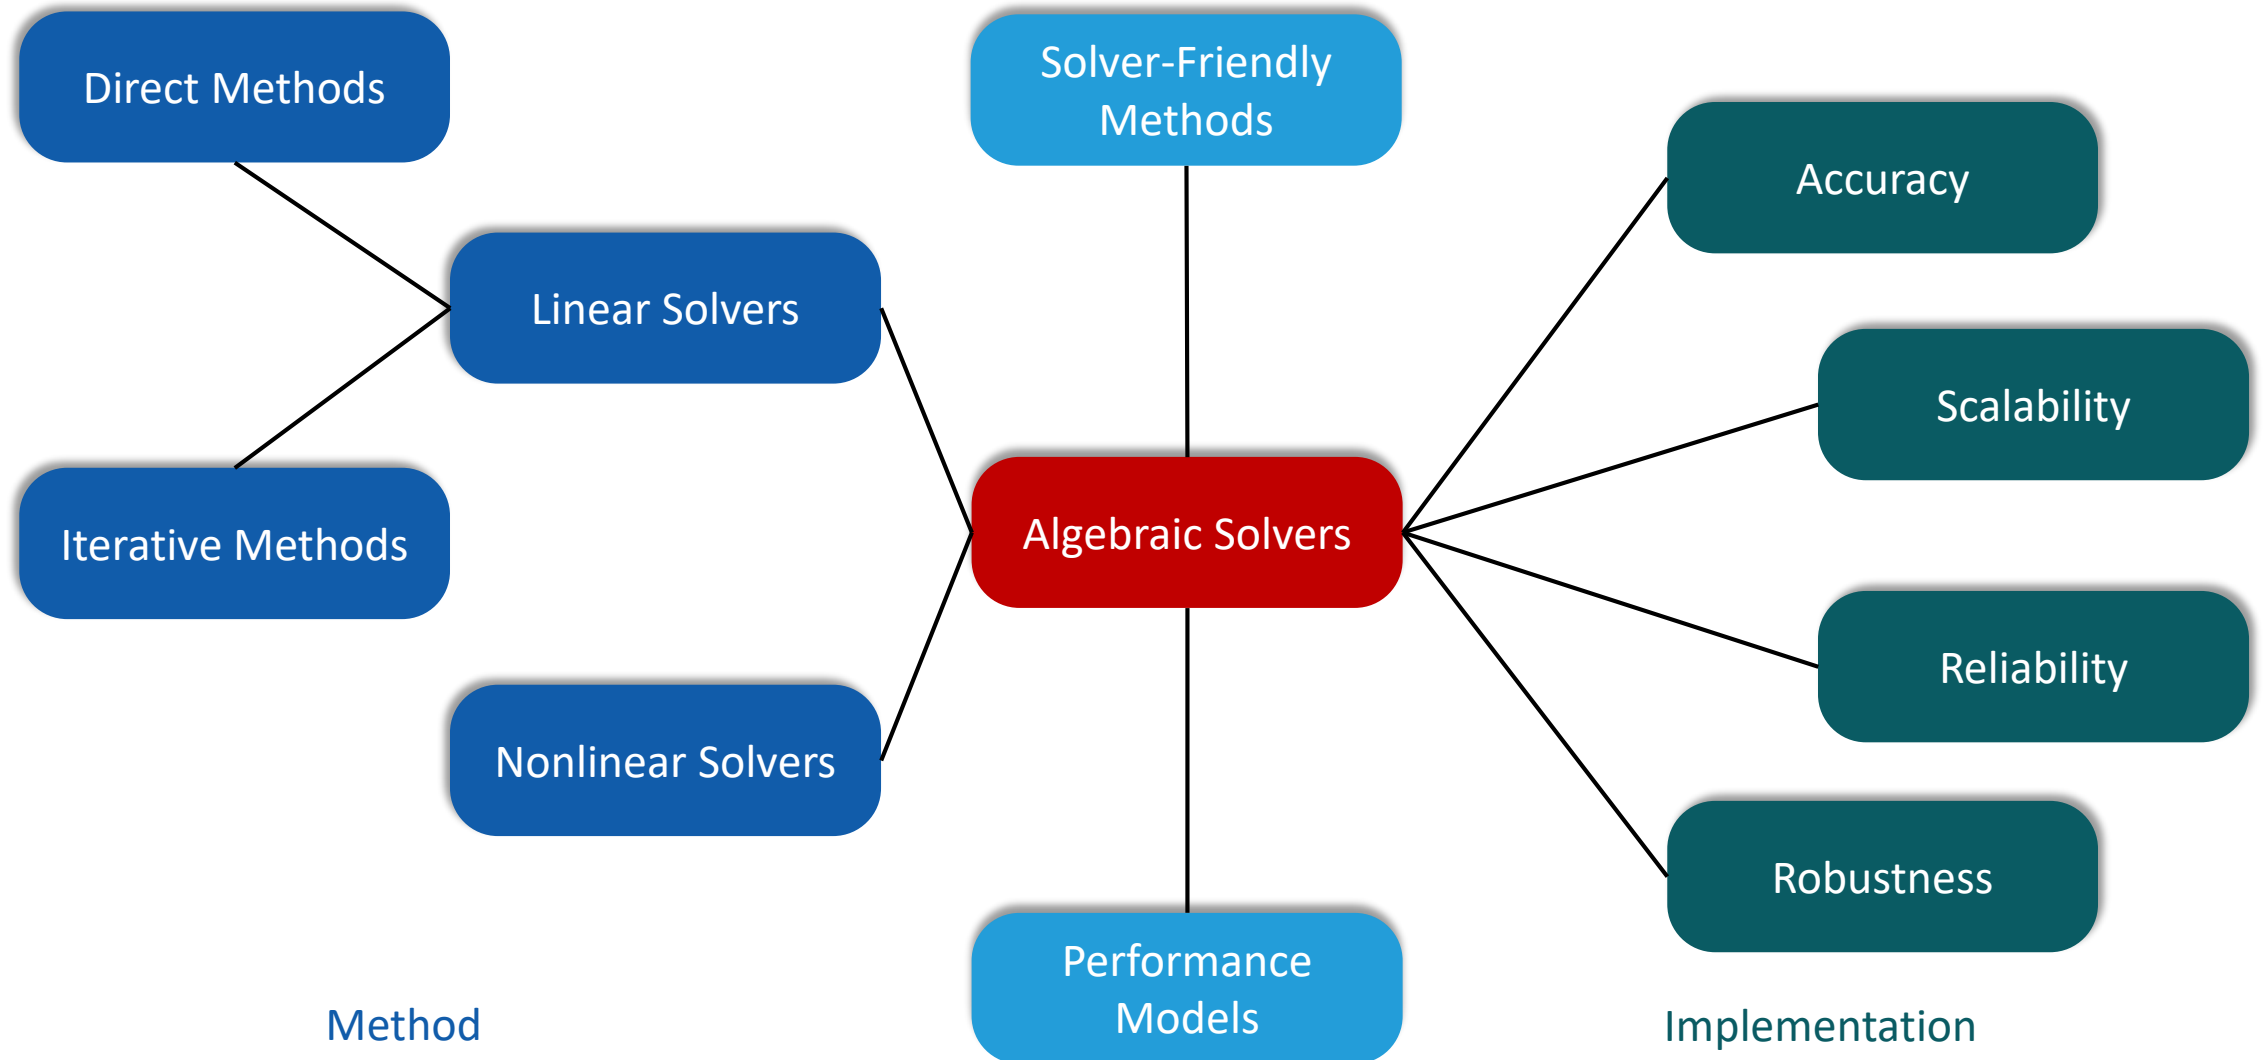 Direct Methods
Solver-Friendly
Methods
Accuracy
Linear Solvers
Scalability
Iterative Methods
Algebraic Solvers
Reliability
Nonlinear Solvers
Robustness
Performance
Models
Method
Implementation